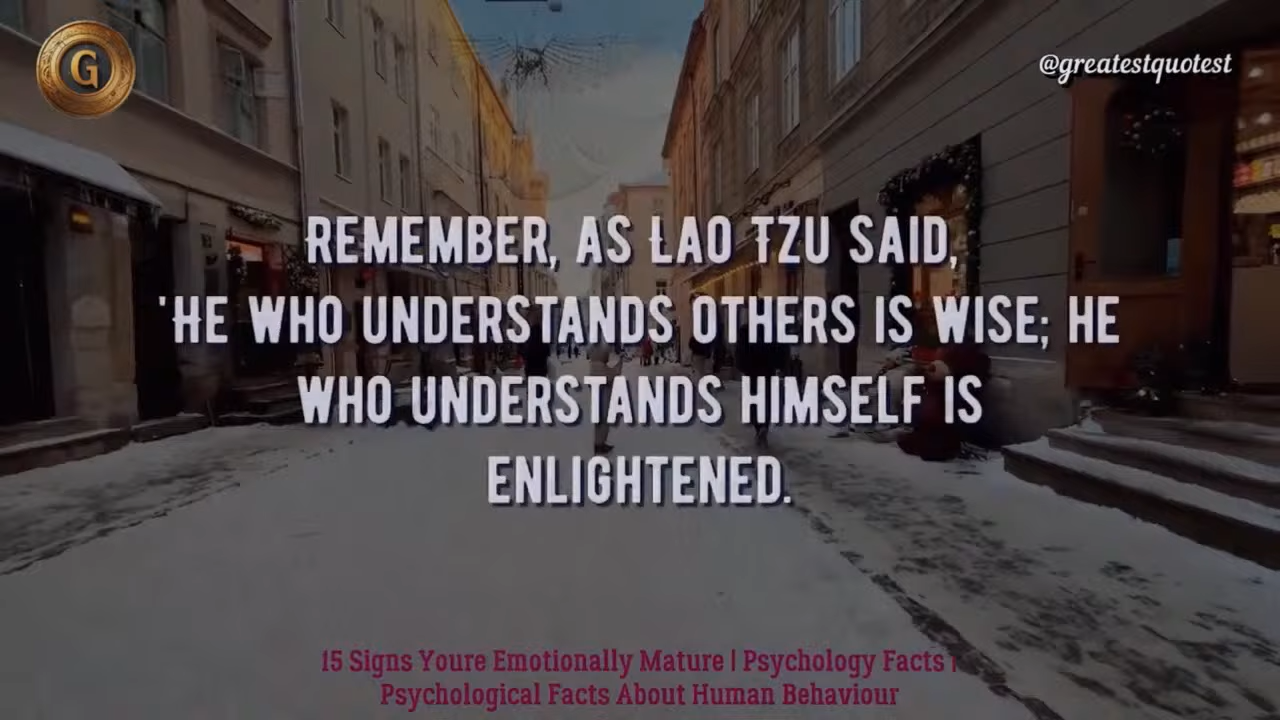 G
@greatestquotest
REMEMBER, AS LAO TZU SAID,
'HE WHO UNDERSTANDS OTHERS IS WISE; HE
WHO UNDERSTANDS HIMSELF IS
ENLIGHTENED.
15 Signs Youre Emotionally Mature | Psychology Facts |
Psychological Facts About Human Behaviour